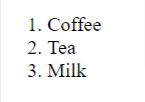 1. Coffee
2. Tea
3. Milk